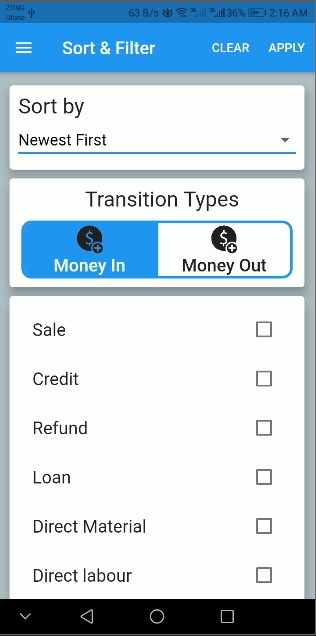 ZONG
Ufone
63 B/s 36% 2:16 AM
Sort & Filter CLEAR APPLY
Sort by
Newest First
Transition Types
Money In Money Out
Sale
Credit
Refund
Loan
Direct Material
Direct labour